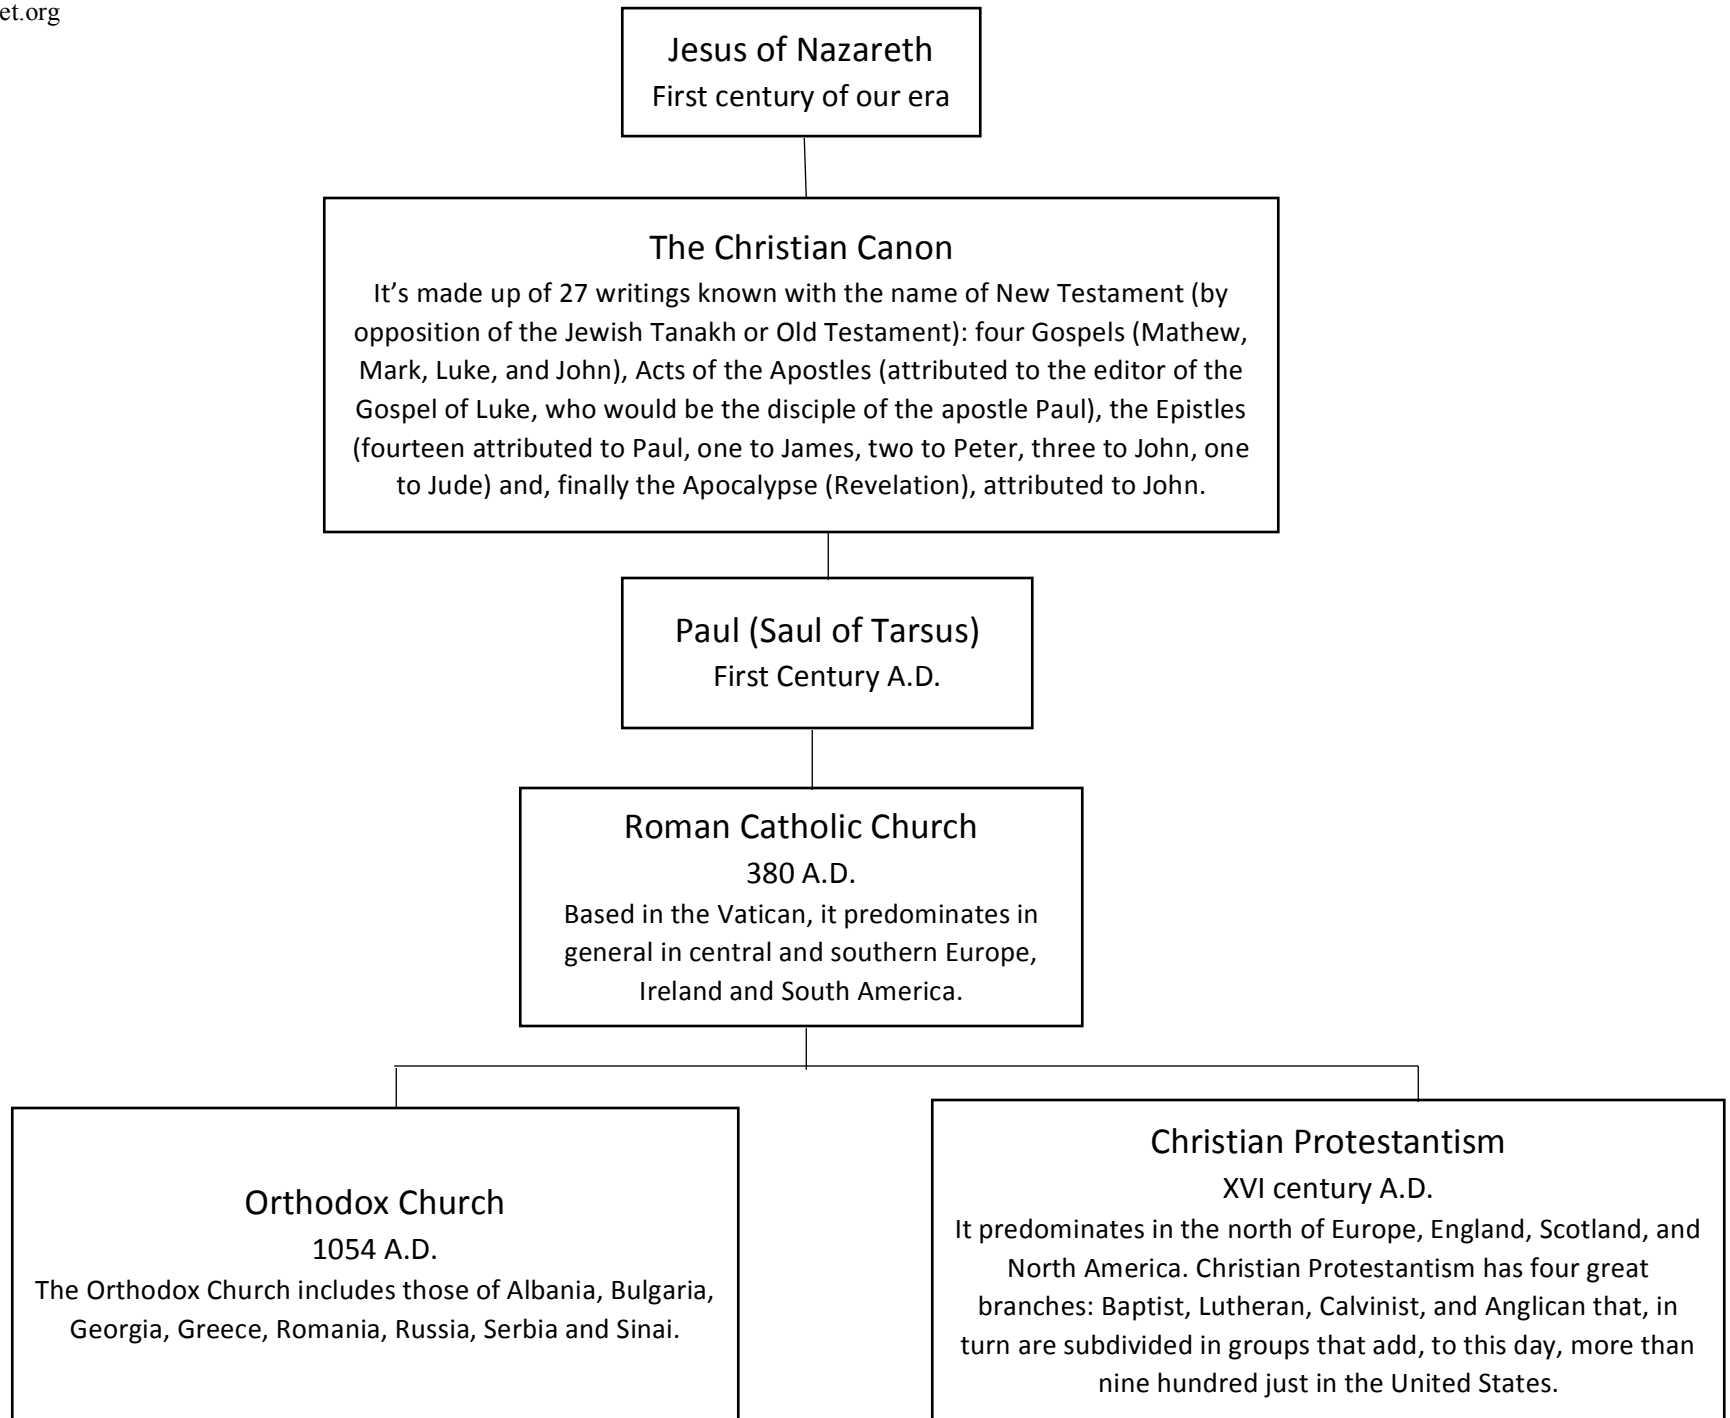 et.org
Jesus of Nazareth
First century of our era
The Christian Canon
It's made up of 27 writings known with the name of New Testament (by
opposition of the Jewish Tanakh or Old Testament): four Gospels (Mathew,
Mark, Luke, and John), Acts of the Apostles (attributed to the editor of the
Gospel of Luke, who would be the disciple of the apostle Paul), the Epistles
(fourteen attributed to Paul, one to James, two to Peter, three to John, one
to Jude) and, finally the Apocalypse (Revelation), attributed to John.
Paul (Saul of Tarsus)
First Century A.D.
Roman Catholic Church
380 A.D.
Based in the Vatican, it predominates in
general in central and southern Europe,
Ireland and South America.
Orthodox Church
1054 A.D.
The Orthodox Church includes those of Albania, Bulgaria,
Georgia, Greece, Romania, Russia, Serbia and Sinai.
Christian Protestantism
XVI century A.D.
It predominates in the north of Europe, England, Scotland, and
North America. Christian Protestantism has four great
branches: Baptist, Lutheran, Calvinist, and Anglican that, in
turn are subdivided in groups that add, to this day, more than
nine hundred just in the United States.